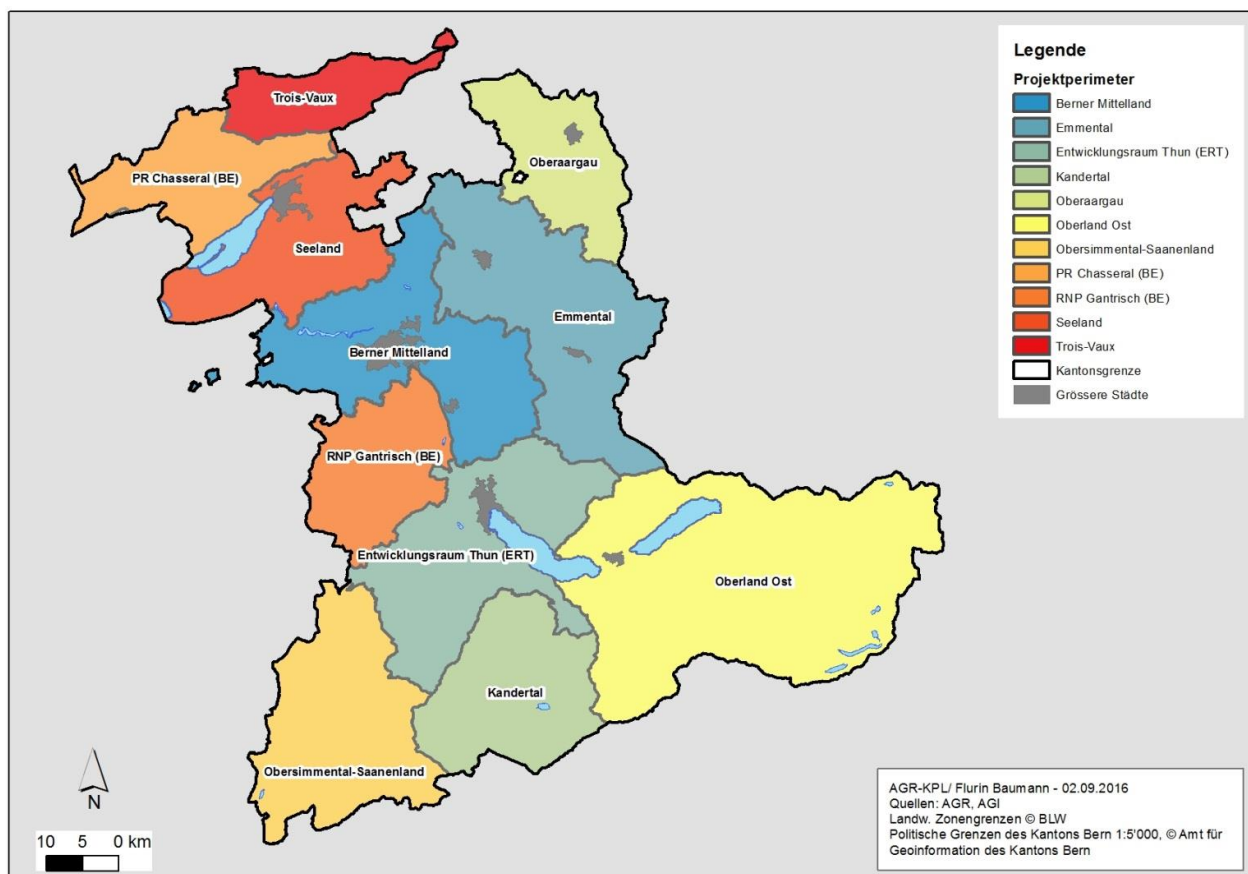 Trois-Vaux
PR Chasseral (BE)
Oberaargau
Seeland
Emmental
Berner Mittelland
RNP Gantrisch (BE)
Entwicklungsraum Thun (ERT)
Oberland Ost
Kandertal
Obersimmental-Saanenland
N
10 5 0 km
Legende
Projektperimeter
Berner Mittelland
Emmental
Entwicklungsraum Thun (ERT)
Kandertal
Oberaargau
Oberland Ost
Obersimmental-Saanenland
PR Chasseral (BE)
RNP Gantrisch (BE)
Seeland
Trois-Vaux
Kantonsgrenze
Grössere Städte
AGR-KPL/ Flurin Baumann - 02.09.2016
Quellen: AGR, AGI
Landw. Zonengrenzen © BLW
Politische Grenzen des Kantons Bern 1:5'000, © Amt für
Geoinformation des Kantons Bern